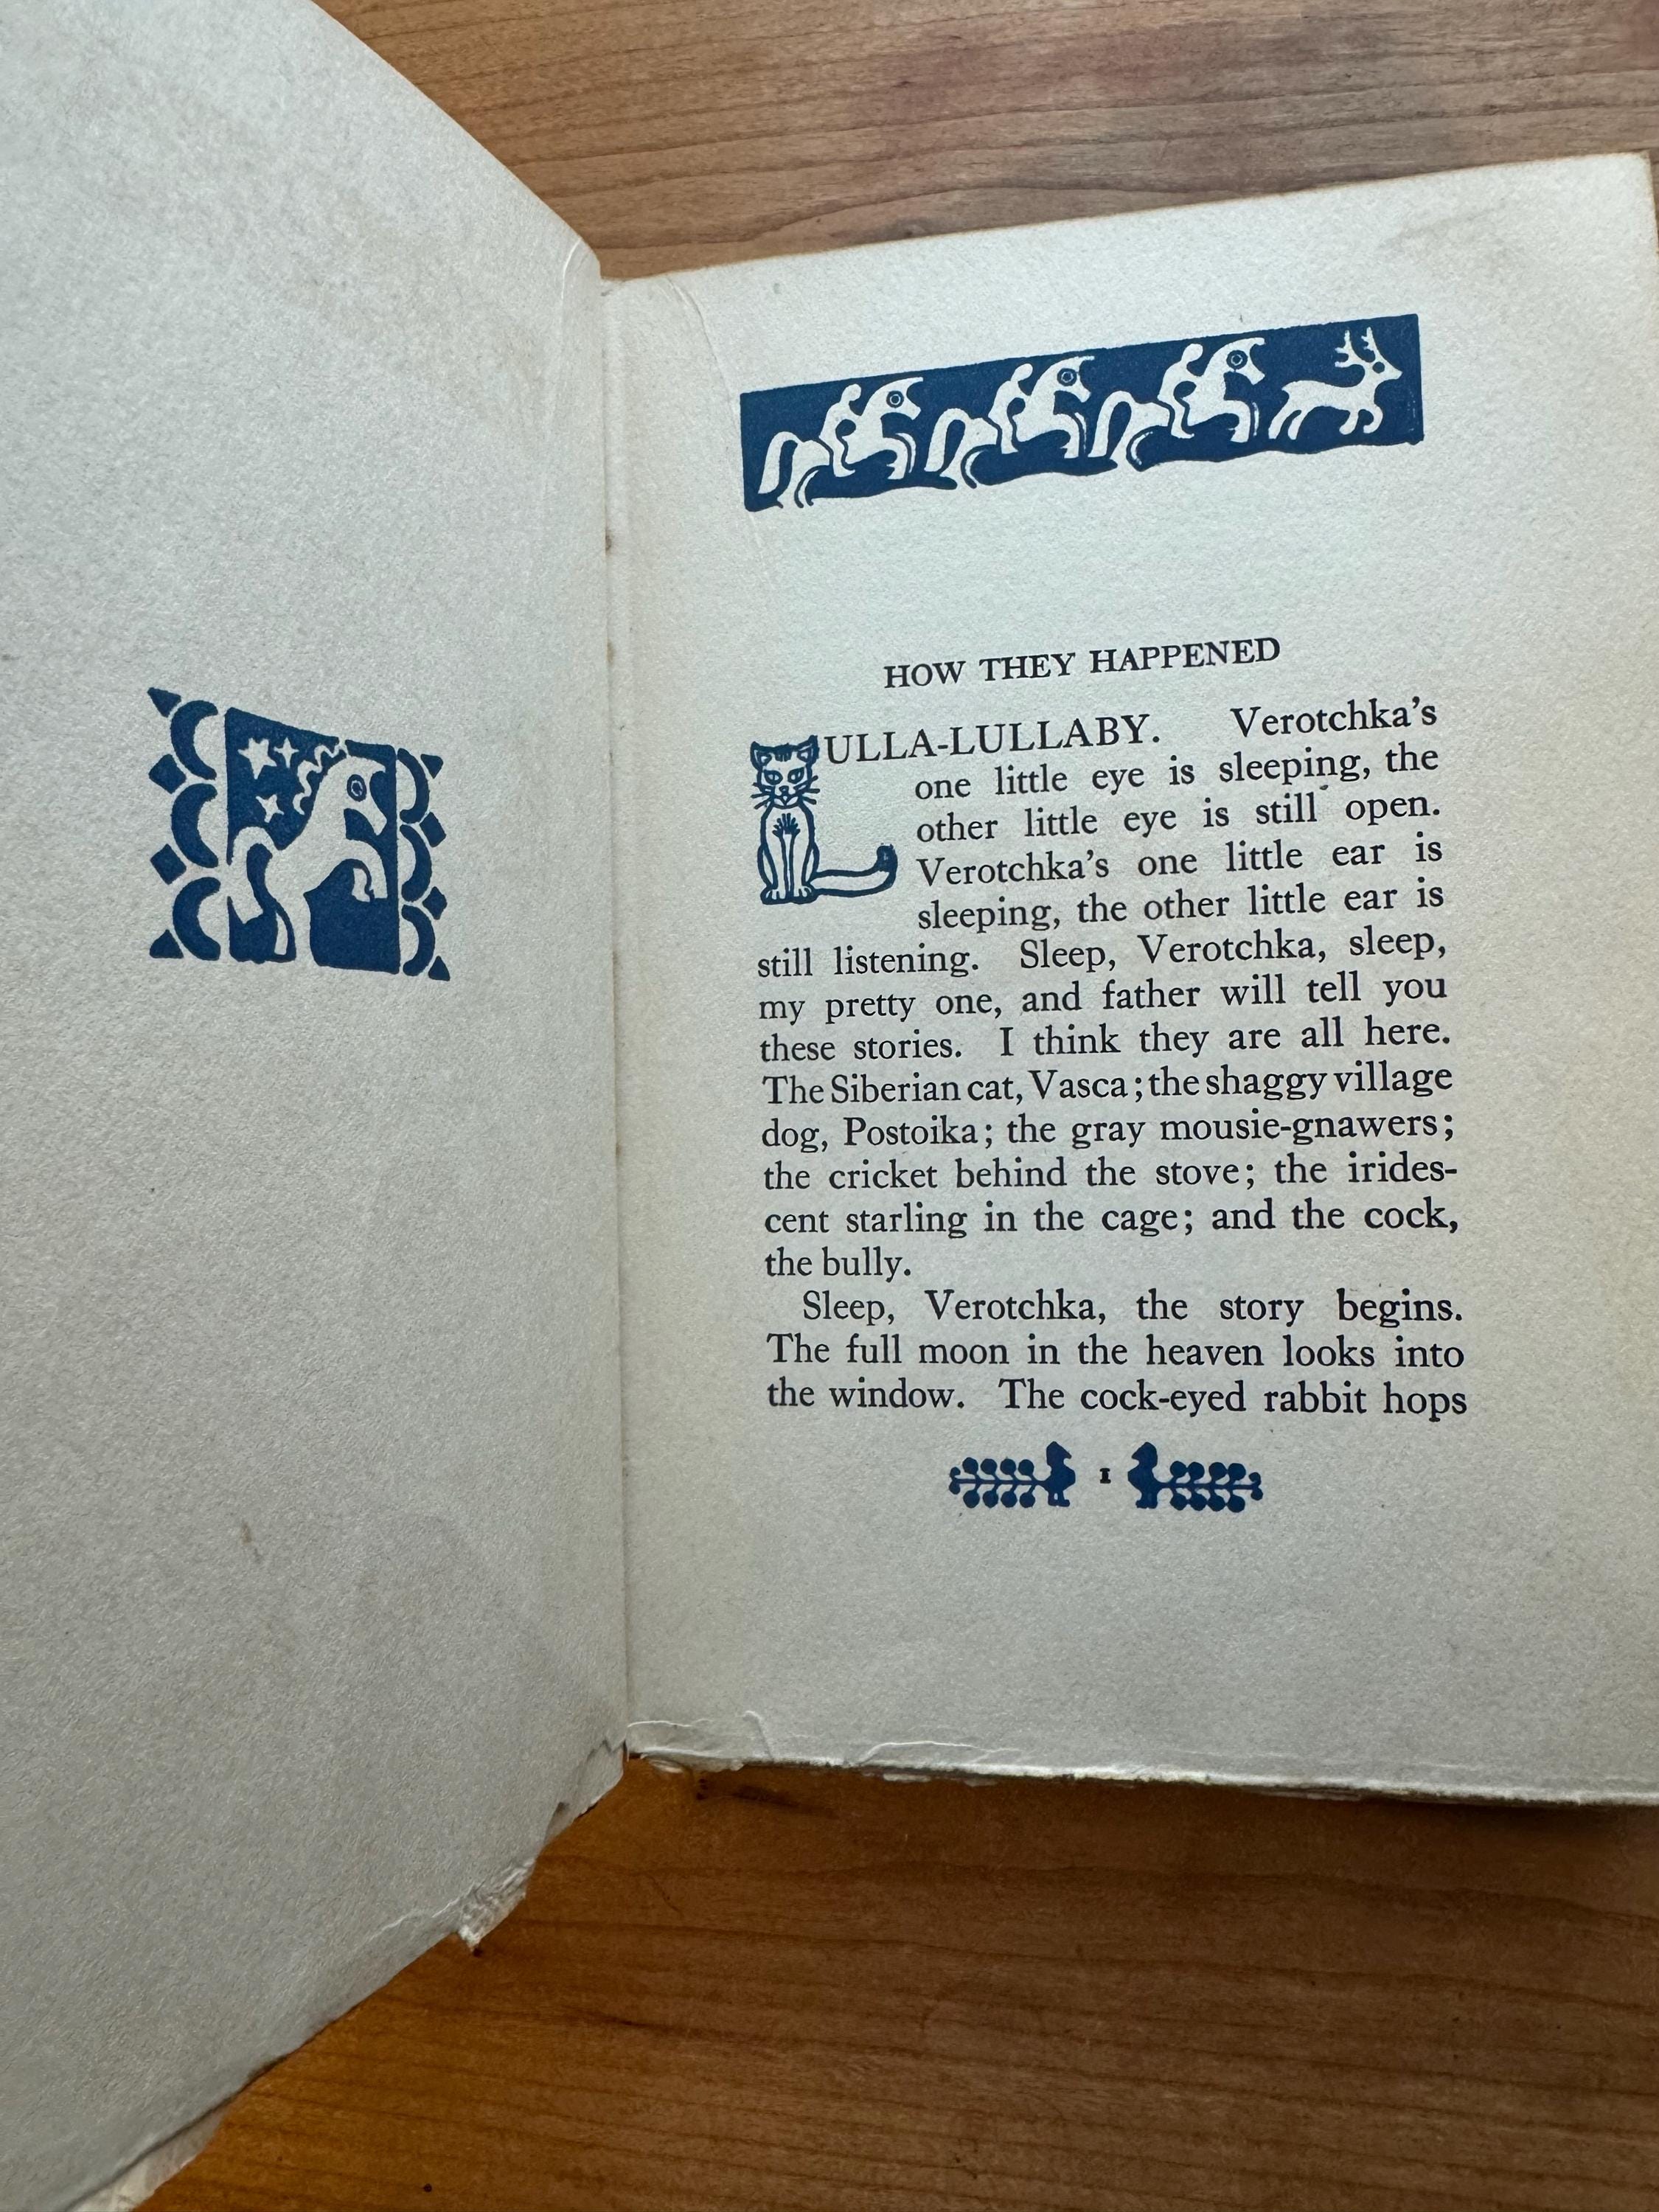 HOW THEY HAPPENED
LULLA-LULLABY. Verotchka's
one little eye is sleeping, the
other little eye is still open.
Verotchka's one little ear is
sleeping, the other little ear is
still listening. Sleep, Verotchka, sleep,
my pretty one, and father will tell you
these stories. I think they are all here.
The Siberian cat, Vasca; the shaggy village
dog, Postoika; the gray mousie-gnawers;
the cricket behind the stove; the irides-
cent starling in the cage; and the cock,
the bully.
Sleep, Verotchka, the story begins.
The full moon in the heaven looks into
the window. The cock-eyed rabbit hops
1